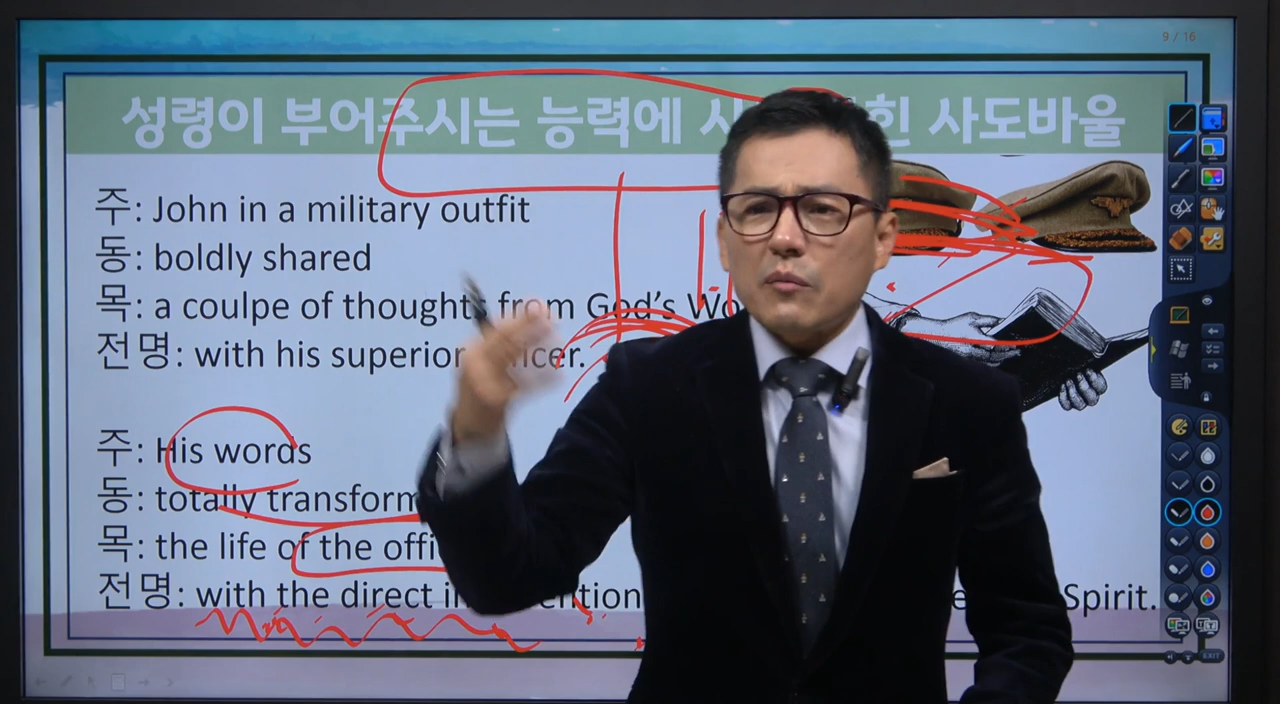 9 / 16
성령이 부어주시는 능력에 사 힌 사도바울
주: John in a military outfit
동: boldly shared
목: a coulpe of thoughts from God's Wo
전명: with his superior icer.
주: His words
동: totally transform
목: the life of the offi
전명: with the direct in ention Spirit.
EXIT